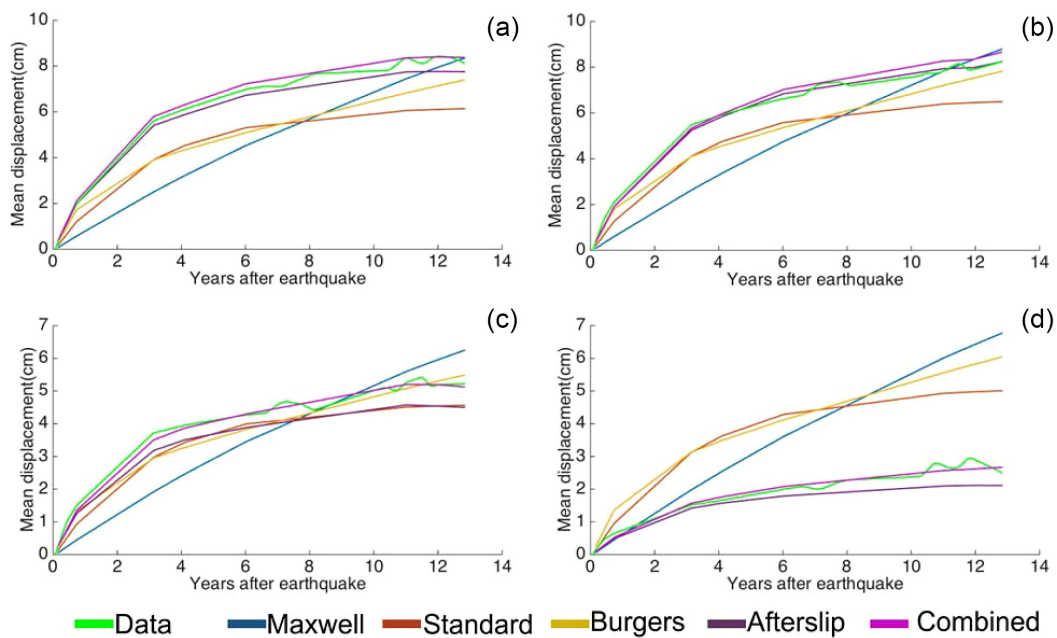 (a)
Mean displacement(cm)
10
8
6
4
2
0
0 2 4 6 8 10 12 14
Years after earthquake
(b)
Mean displacement(cm)
10
8
6
4
2
0
0 2 4 6 8 10 12 14
Years after earthquake
(c)
Mean displacement(cm)
7
6
5
4
3
2
1
0
0 2 4 6 8 10 12 14
Years after earthquake
(d)
Mean displacement(cm)
7
6
5
4
3
2
1
0
0 2 4 6 8 10 12 14
Years after earthquake
Data Maxwell Standard Burgers Afterslip Combined